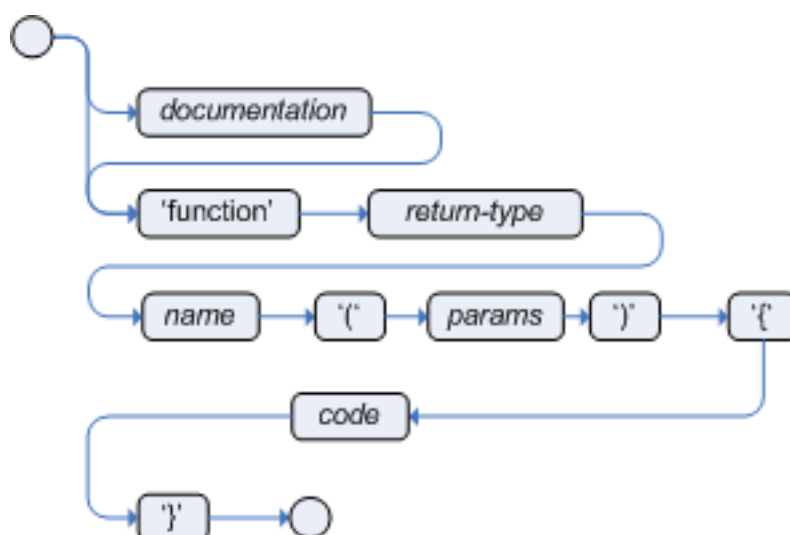 documentation
'function' return-type
name '(' params ')' '{'
code
'}'